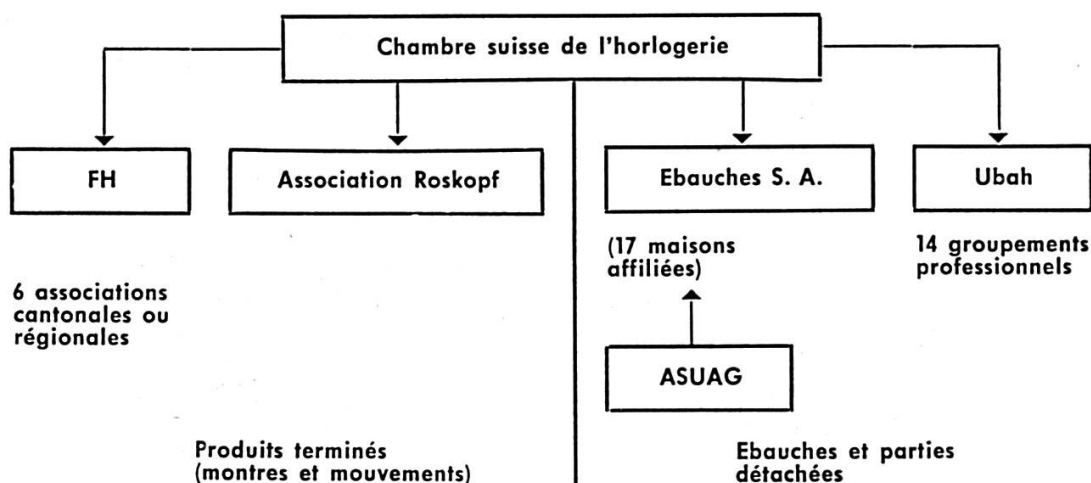 Chambre suisse de l'horlogerie
FH
Association Roskopf
Ebauches S. A.
Ubah
6 associations
cantonales ou
régionales
(17 maisons
affiliées)
14 groupements
professionnels
ASUAG
Produits terminés
(montres et mouvements)
Ebauches et parties
détachées